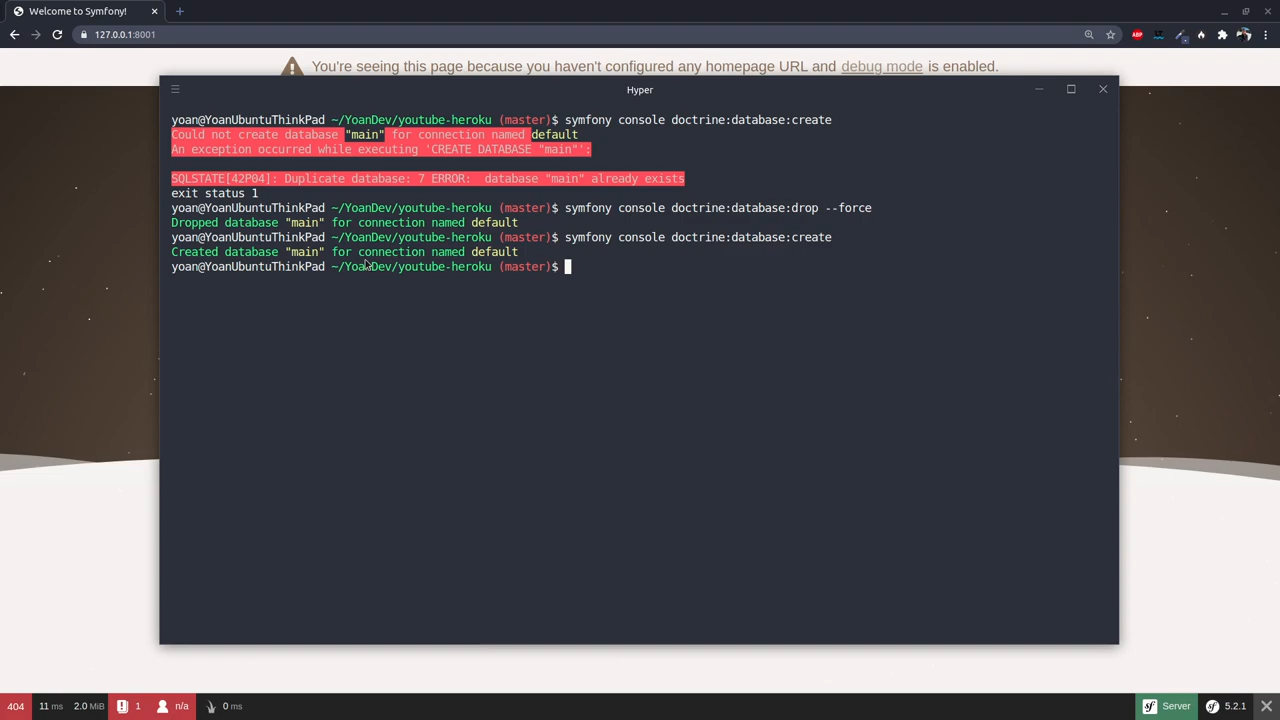 Welcome to Symfony!
127.0.0.1:8001
You're seeing this page because you haven't configured any homepage URL and debug mode is enabled.
Hyper
yoan@YoanUbuntuThinkPad ~/YoanDev/youtube-heroku (master)$ symfony console doctrine:database:create
Could not create database "main" for connection named default
An exception occurred while executing 'CREATE DATABASE "main"':
SQLSTATE[42P04]: Duplicate database: 7 ERROR:  database "main" already exists
exit status 1
yoan@YoanUbuntuThinkPad ~/YoanDev/youtube-heroku (master)$ symfony console doctrine:database:drop --force
Dropped database "main" for connection named default
yoan@YoanUbuntuThinkPad ~/YoanDev/youtube-heroku (master)$ symfony console doctrine:database:create
Created database "main" for connection named default
yoan@YoanUbuntuThinkPad ~/YoanDev/youtube-heroku (master)$
404 11 ms 2.0 MiB 1 n/a 0 ms Server 5.2.1